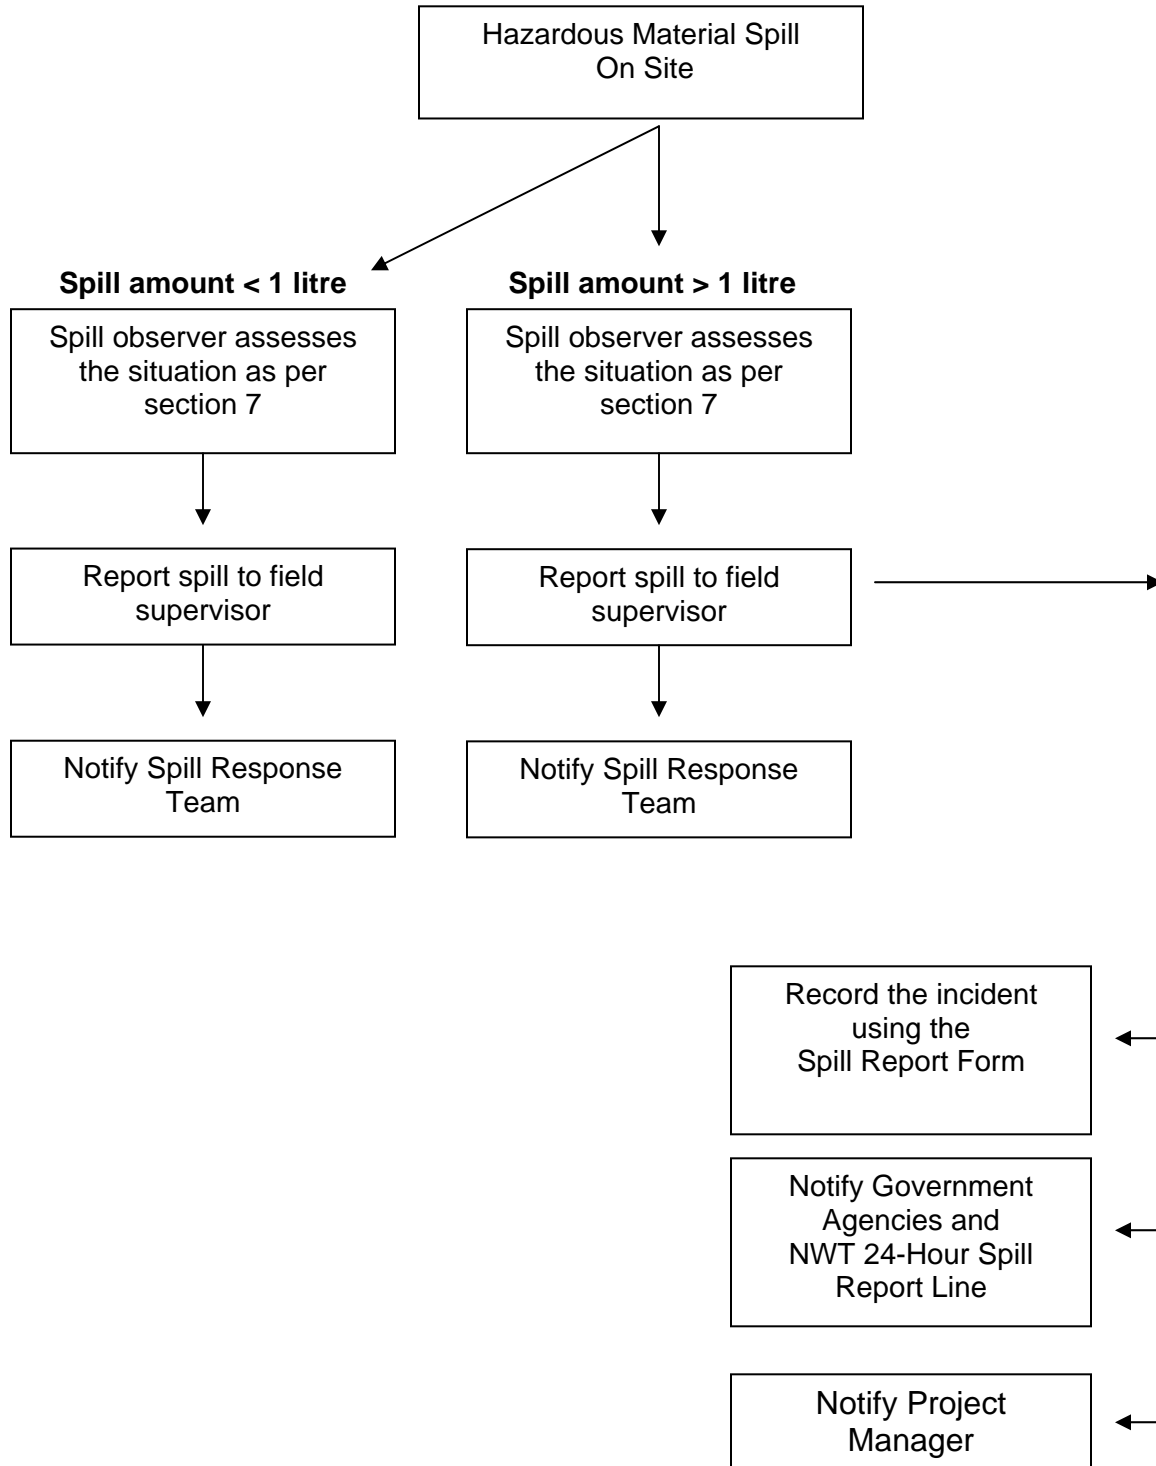 Hazardous Material Spill
On Site
Spill amount < 1 litre
Spill observer assesses
the situation as per
section 7
Report spill to field
supervisor
Notify Spill Response
Team
Spill amount > 1 litre
Spill observer assesses
the situation as per
section 7
Report spill to field
supervisor
Notify Spill Response
Team
Record the incident
using the
Spill Report Form
Notify Government
Agencies and
NWT 24-Hour Spill
Report Line
Notify Project
Manager